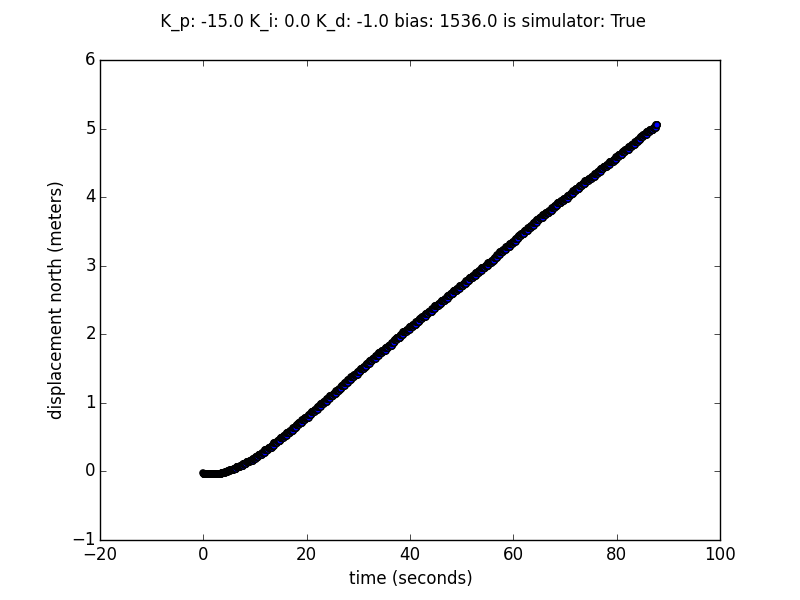 K_p: -15.0 K_i: 0.0 K_d: -1.0 bias: 1536.0 is simulator: True
6
5
4
3
2
1
0
−1
displacement north (meters)
−20 0 20 40 60 80 100
time (seconds)